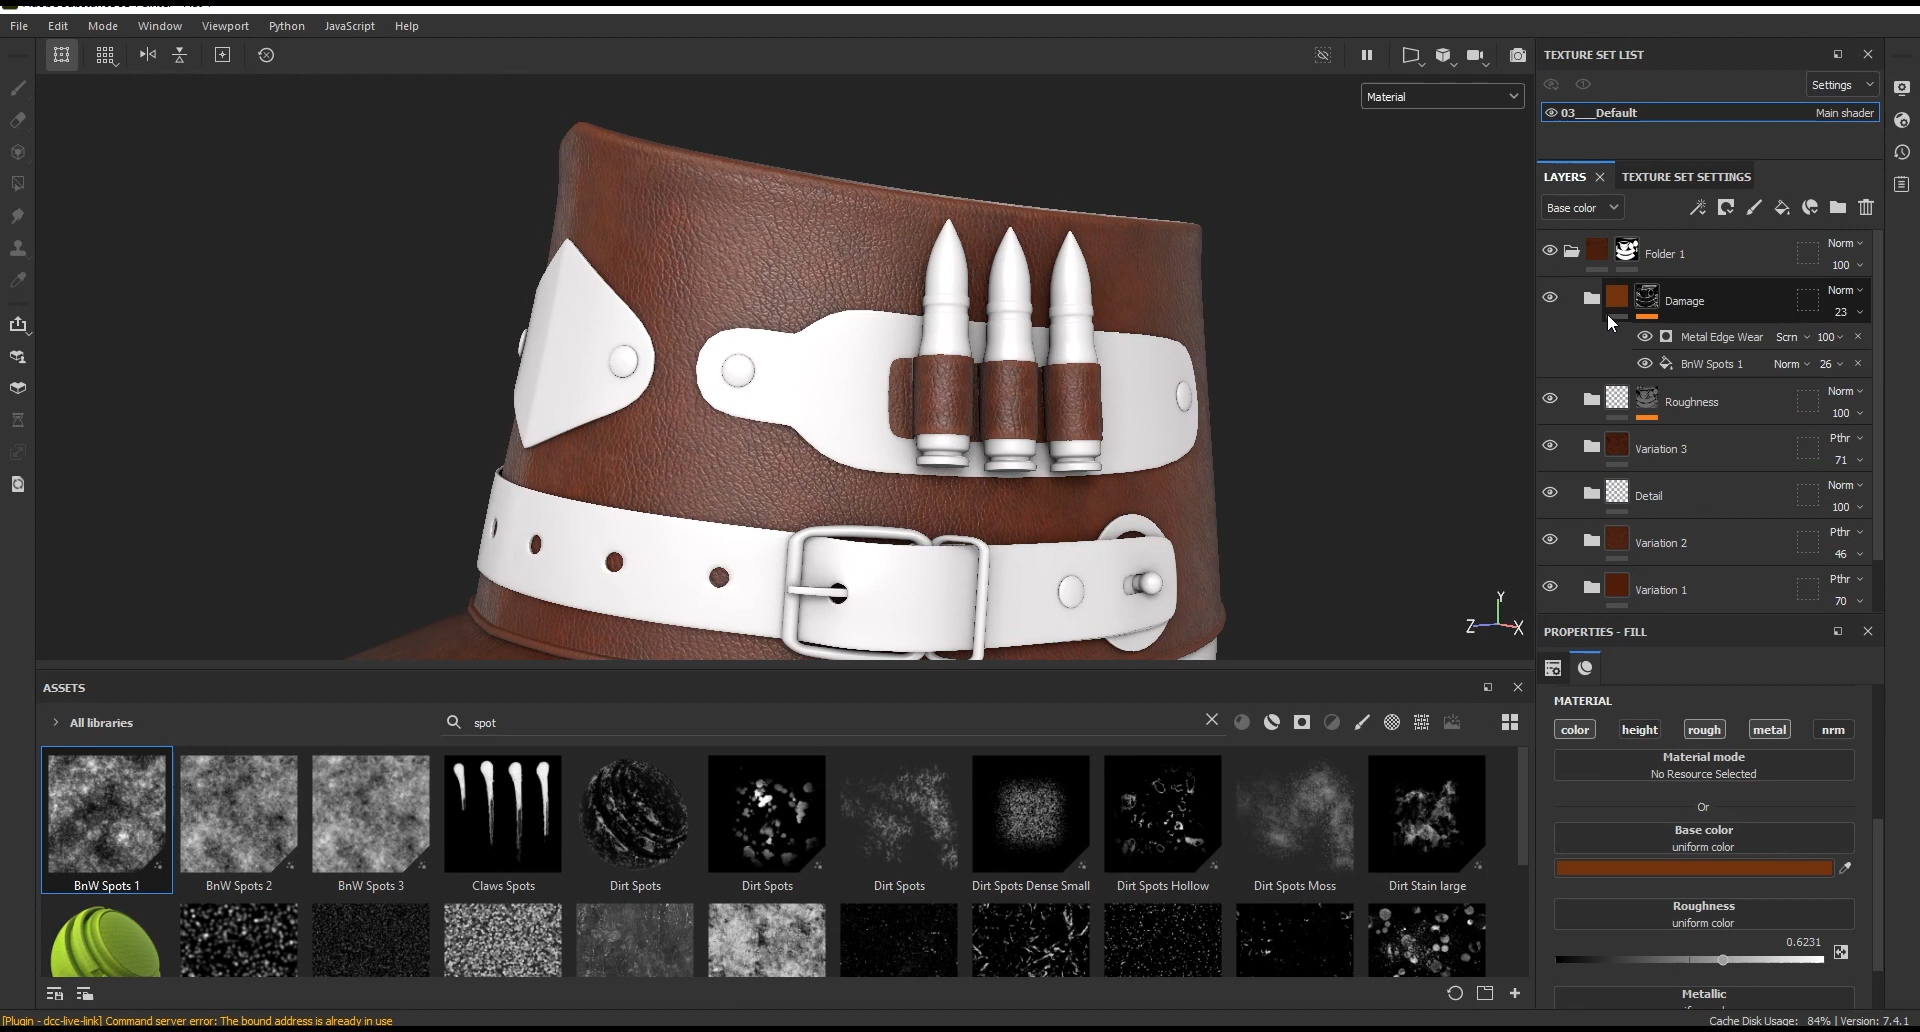 File Edit Mode Window Viewport Python JavaScript Help
Material
TEXTURE SET LIST
Settings
03___Default Main shader
LAYERS TEXTURE SET SETTINGS
Base color
Folder 1 Norm
100
Damage Norm
23
Metal Edge Wear Scrn 100
BnW Spots 1 Norm 26
Roughness Norm
100
Variation 3 Pthr
71
Detail Norm
100
Variation 2 Pthr
46
Variation 1 Pthr
70
Y
Z X
PROPERTIES - FILL
MATERIAL
color height rough metal nrm
Material mode
No Resource Selected
Or
Base color
uniform color
Roughness
uniform color
0.6231
Metallic
ASSETS
All libraries
spot
BnW Spots 1 BnW Spots 2 BnW Spots 3 Claws Spots Dirt Spots Dirt Spots Dirt Spots Dirt Spots Dense Small Dirt Spots Hollow Dirt Spots Moss Dirt Stain large
[Plugin - dcc-live-link] Command server error: The bound address is already in use
Cache Disk Usage: 84% | Version: 7.4.1